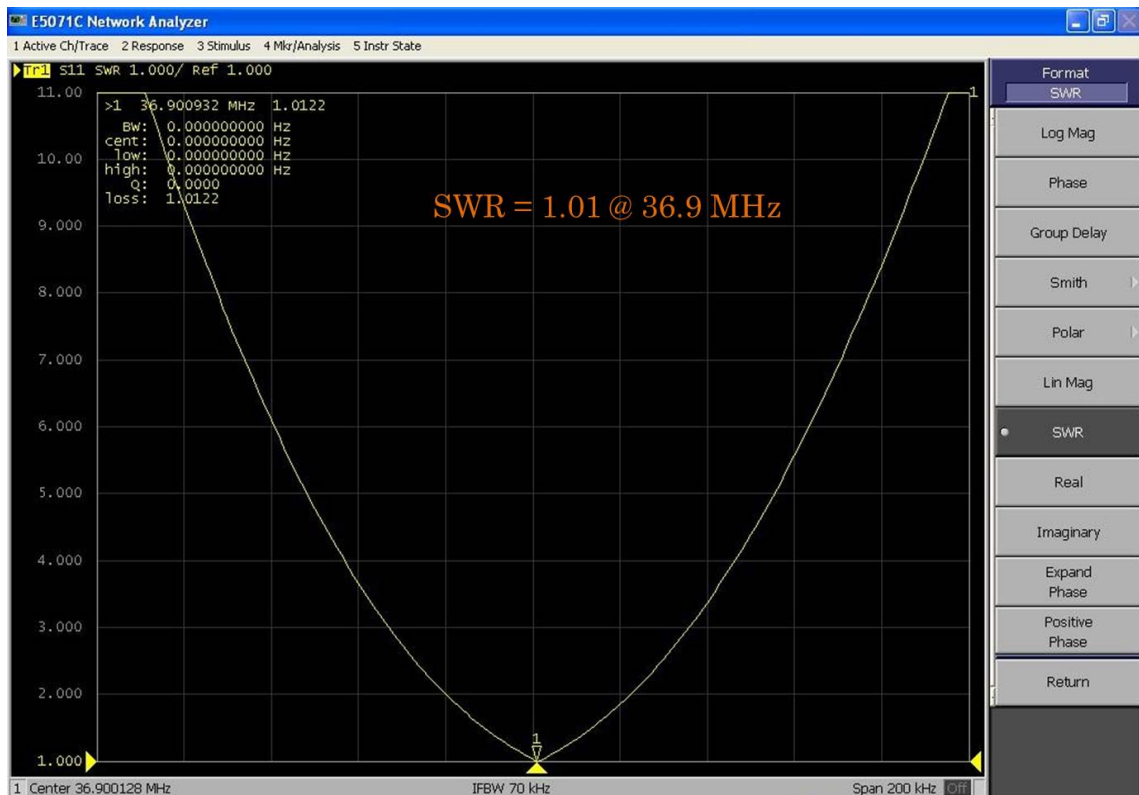 E5071C Network Analyzer
1 Active Ch/Trace 2 Response 3 Stimulus 4 Mkr/Analysis 5 Instr State
Tr1 S11 SWR 1.000/ Ref 1.000
11.00
10.00
9.000
8.000
7.000
6.000
5.000
4.000
3.000
2.000
1.000
>1 36.900932 MHz 1.0122
BW: 0.000000000 Hz
cent: 0.000000000 Hz
low: 0.000000000 Hz
high: 0.000000000 Hz
Q: 0.0000
loss: 1.0122
SWR = 1.01 @ 36.9 MHz
1
1
1 Center 36.900128 MHz IFBW 70 kHz Span 200 kHz Off
Format
SWR
Log Mag
Phase
Group Delay
Smith
Polar
Lin Mag
SWR
Real
Imaginary
Expand
Phase
Positive
Phase
Return